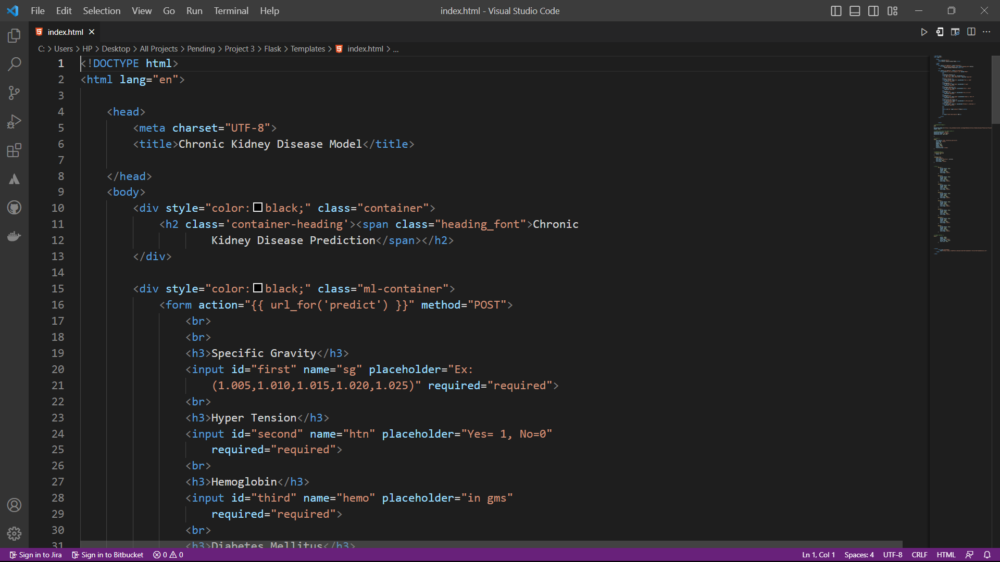 File Edit Selection View Go Run Terminal Help
index.html - Visual Studio Code
index.html
C: > Users > HP > Desktop > All Projects > Pending > Project 3 > Flask > Templates > index.html > ...
1 <!DOCTYPE html>
2 <html lang="en">
3
4 <head>
5 <meta charset="UTF-8">
6 <title>Chronic Kidney Disease Model</title>
7
8 </head>
9 <body>
10 <div style="color:black;" class="container">
11 <h2 class='container-heading'><span class="heading_font">Chronic
12 Kidney Disease Prediction</span></h2>
13 </div>
14
15 <div style="color:black;" class="ml-container">
16 <form action="{{ url_for('predict') }}" method="POST">
17 <br>
18 <br>
19 <h3>Specific Gravity</h3>
20 <input id="first" name="sg" placeholder="Ex:
21 (1.005,1.010,1.015,1.020,1.025)" required="required">
22 <br>
23 <h3>Hyper Tension</h3>
24 <input id="second" name="htn" placeholder="Yes= 1, No=0"
25 required="required">
26 <br>
27 <h3>Hemoglobin</h3>
28 <input id="third" name="hemo" placeholder="in gms"
29 required="required">
30 <br>
31 <h3>Diabetes Mellitus</h3>
Sign in to Jira Sign in to Bitbucket 0 0 Ln 1, Col 1 Spaces: 4 UTF-8 CRLF HTML